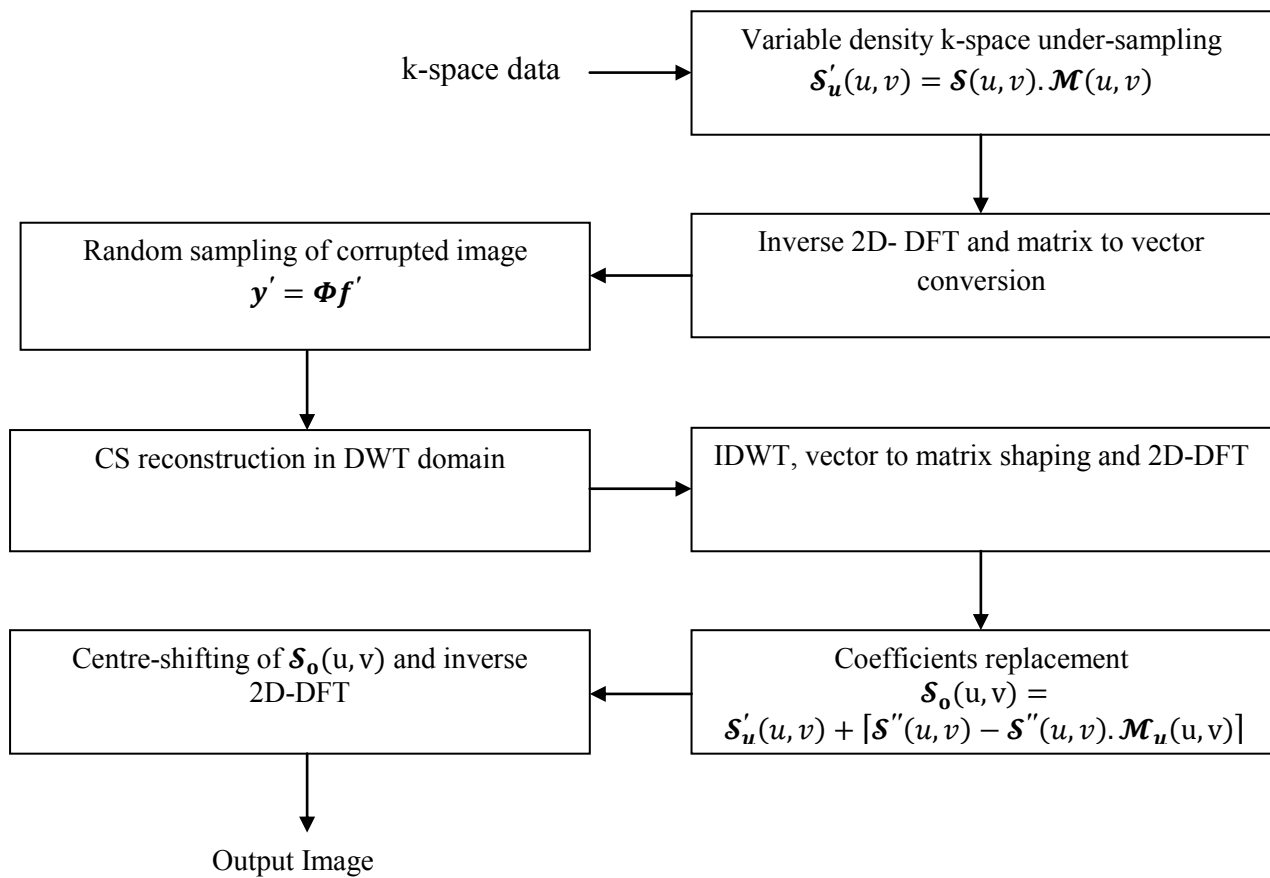 k-space data
Variable density k-space under-sampling
𝓢′ᵤ(u, v) = 𝓢(u, v). 𝓜(u, v)
Inverse 2D- DFT and matrix to vector
conversion
Random sampling of corrupted image
y′ = Φf′
CS reconstruction in DWT domain
IDWT, vector to matrix shaping and 2D-DFT
Coefficients replacement
𝓢ₒ(u, v) =
𝓢′ᵤ(u, v) + ⌈𝓢′′(u, v) − 𝓢′′(u, v). 𝓜ᵤ(u, v)⌉
Centre-shifting of 𝓢ₒ(u, v) and inverse
2D-DFT
Output Image